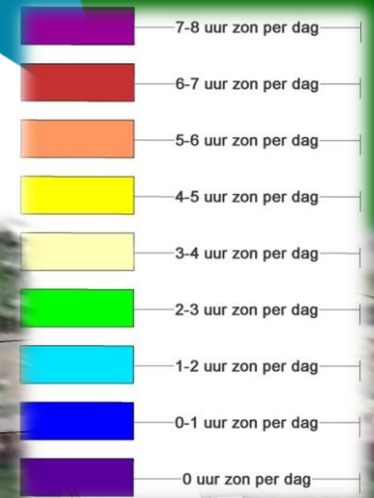 7-8 uur zon per dag
6-7 uur zon per dag
5-6 uur zon per dag
4-5 uur zon per dag
3-4 uur zon per dag
2-3 uur zon per dag
1-2 uur zon per dag
0-1 uur zon per dag
0 uur zon per dag